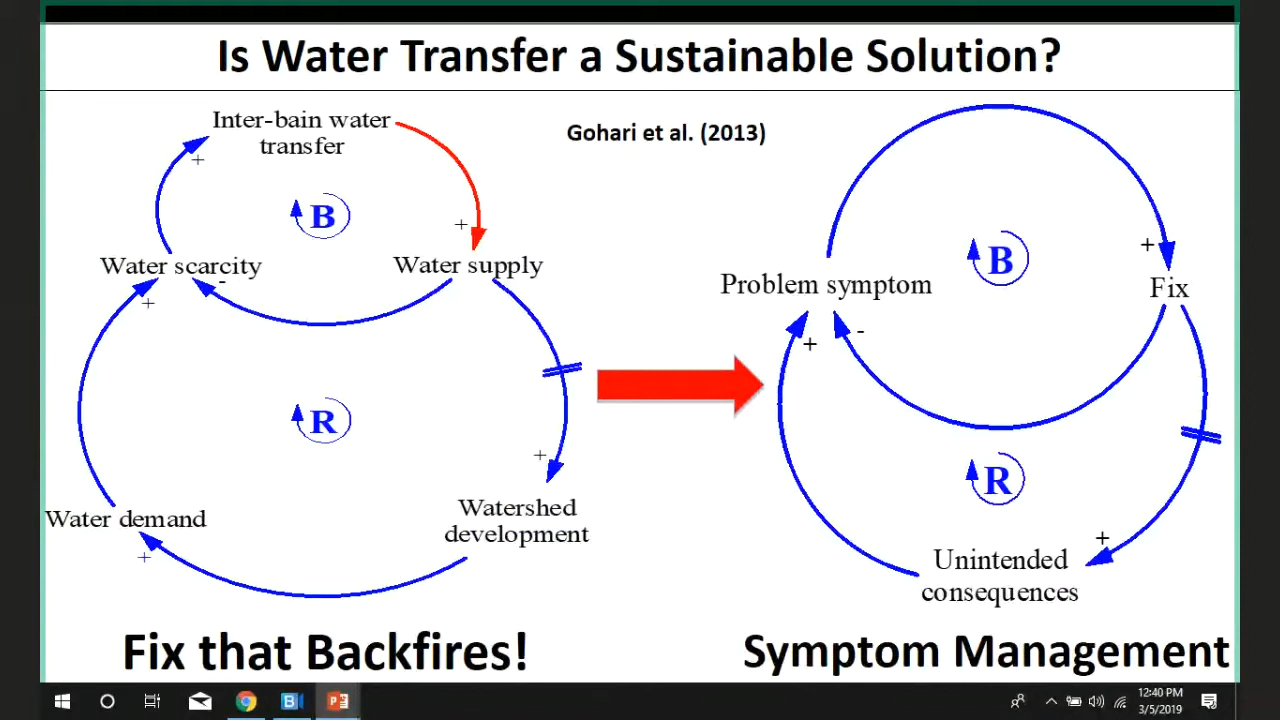 Is Water Transfer a Sustainable Solution?
Inter-bain water
transfer
Gohari et al. (2013)
+
B
+
Water scarcity
-
Water supply
+
R
+
Water demand
+
Watershed
development
Fix that Backfires!
B
+
Problem symptom
Fix
+
-
R
+
Unintended
consequences
Symptom Management
12:40 PM
3/5/2019